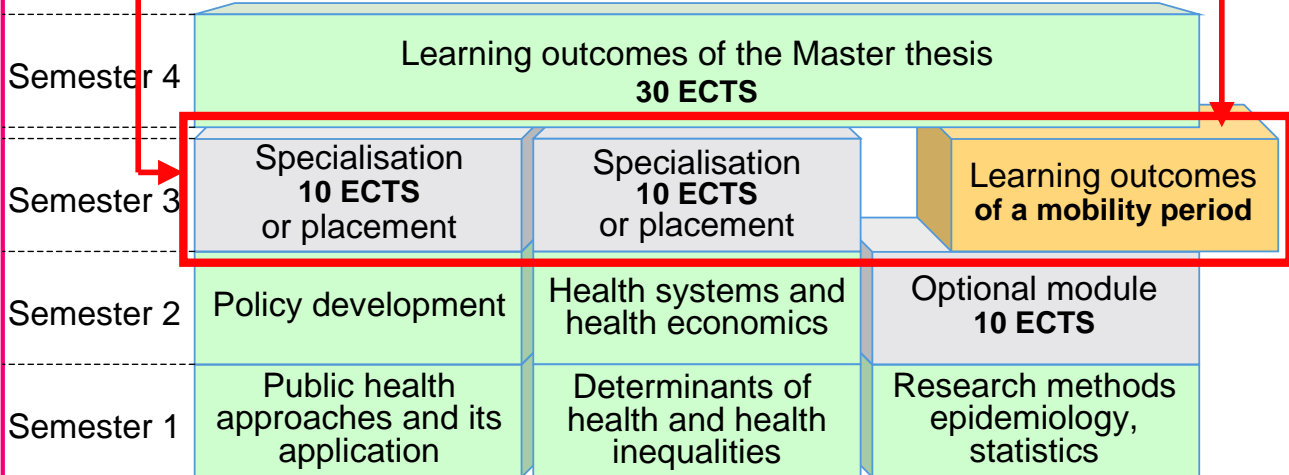 Semester 4
Learning outcomes of the Master thesis
30 ECTS
Semester 3
Specialisation
10 ECTS
or placement
Specialisation
10 ECTS
or placement
Learning outcomes
of a mobility period
Semester 2
Policy development
Health systems and
health economics
Optional module
10 ECTS
Semester 1
Public health
approaches and its
application
Determinants of
health and health
inequalities
Research methods
epidemiology,
statistics